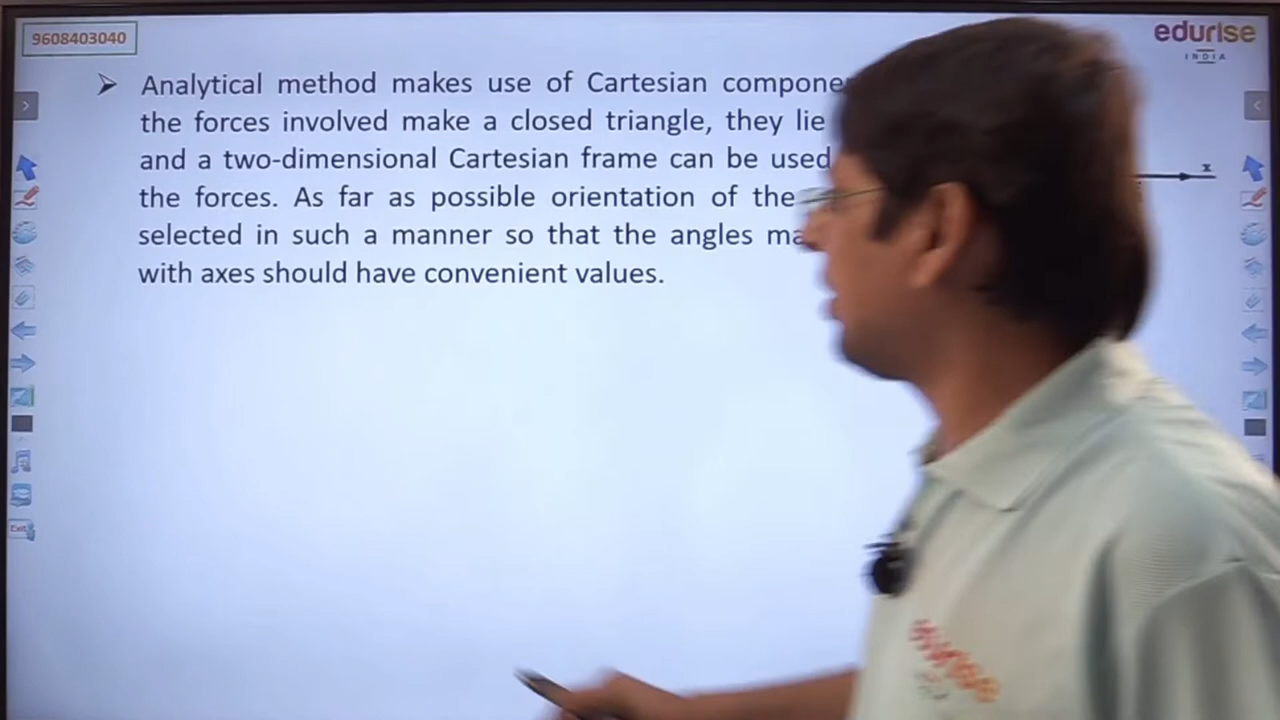 9608403040
edurise
INDIA
➢ Analytical method makes use of Cartesian
the forces involved make a closed triangle, they lie
and a two-dimensional Cartesian frame can be used
the forces. As far as possible orientation of the
selected in such a manner so that the angles
with axes should have convenient values.
x
Exit